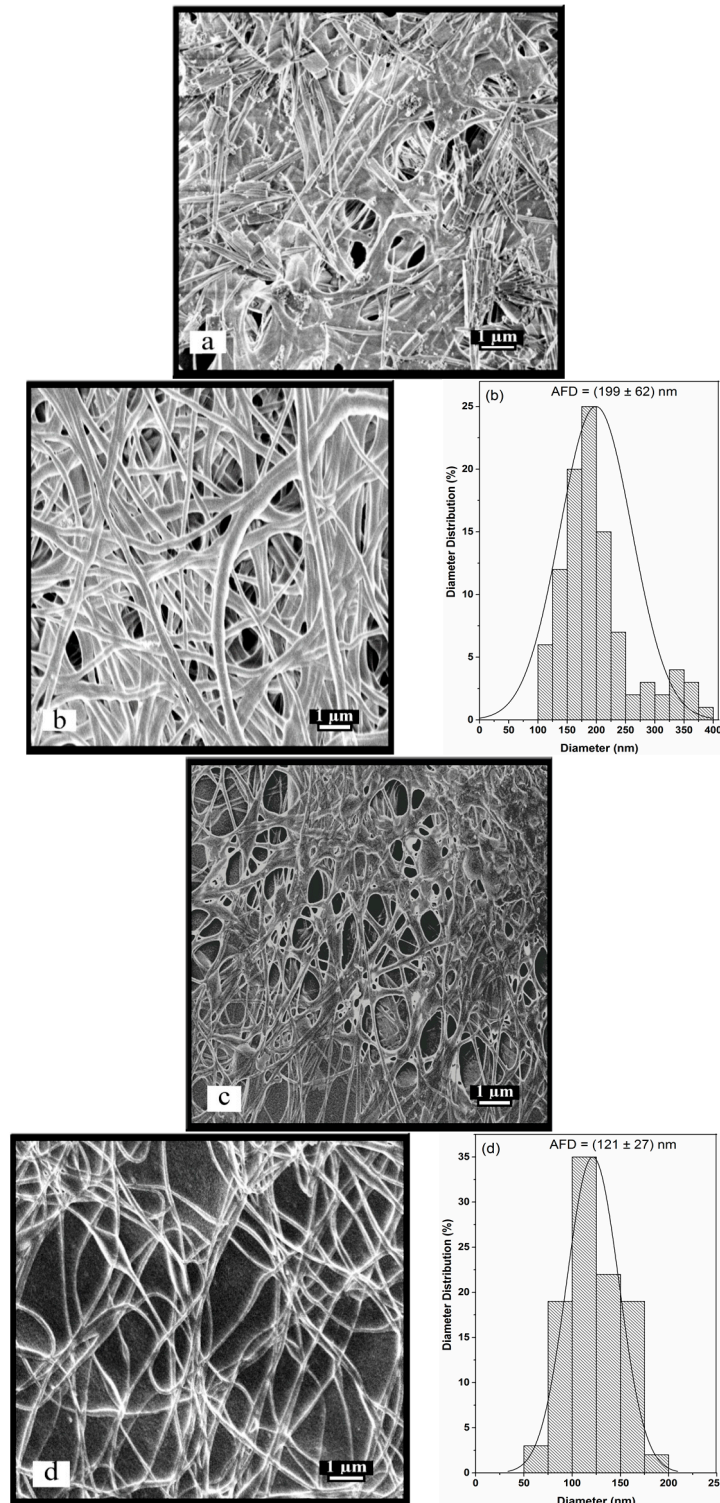 a
1 µm
b
1 µm
(b)
AFD = (199 ± 62) nm
Diameter Distribution (%)
25
20
15
10
5
0
0 50 100 150 200 250 300 350 400
Diameter (nm)
c
1 µm
d
1 µm
(d)
AFD = (121 ± 27) nm
Diameter Distribution (%)
35
30
25
20
15
10
5
0
0 50 100 150 200
Diameter (nm)